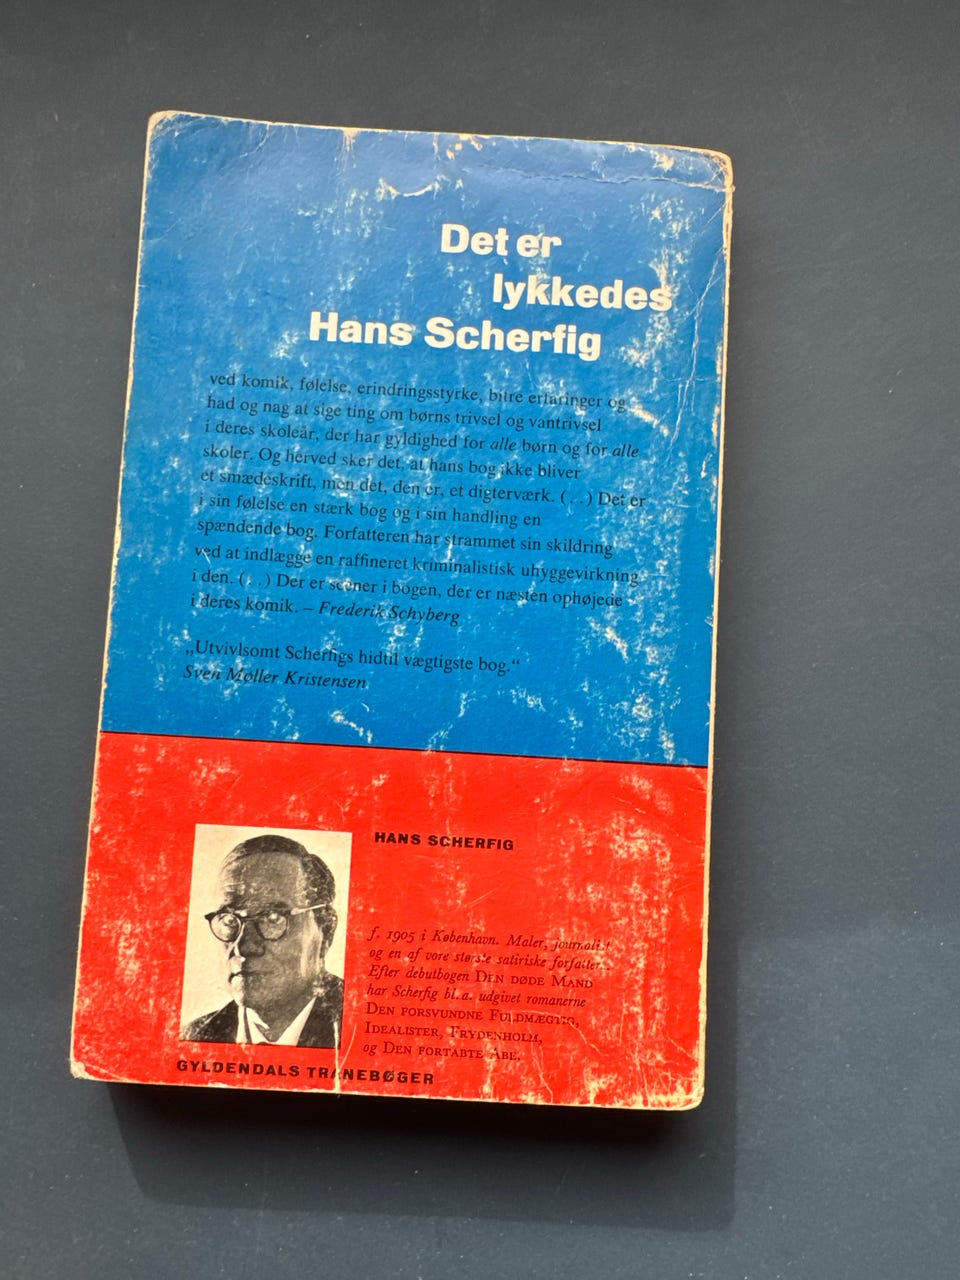 Det er
lykkedes
Hans Scherfig
ved komik, følelse, erindringsstyrke, bitre erfaringer og
had og nag at sige ting om børns trivsel og vantrivsel
i deres skoleår, der har gyldighed for alle børn og for alle
skoler. Og herved sker det, at hans bog ikke bliver
et smædeskrift, men det, den er, et digterværk. (...) Det er
i sin følelse en stærk bog og i sin handling en
spændende bog. Forfatteren har strammet sin skildring
ved at indlægge en raffineret kriminalistisk uhyggevirkning
i den. (...) Der er scener i bogen, der er næsten ophøjede
i deres komik. – Frederik Schyberg
„Utvivlsomt Scherfigs hidtil vægtigste bog.“
Sven Møller Kristensen
HANS SCHERFIG
f. 1905 i København. Maler, journalist
og en af vore største satiriske forfattere.
Efter debutbogen DEN DØDE MAND
har Scherfig bl. a. udgivet romanerne
DEN FORSVUNDNE FULDMÆGTIG,
IDEALISTER, FRYDENHOLM,
og DEN FORTABTE ABE.
GYLDENDALS TRANEBØGER